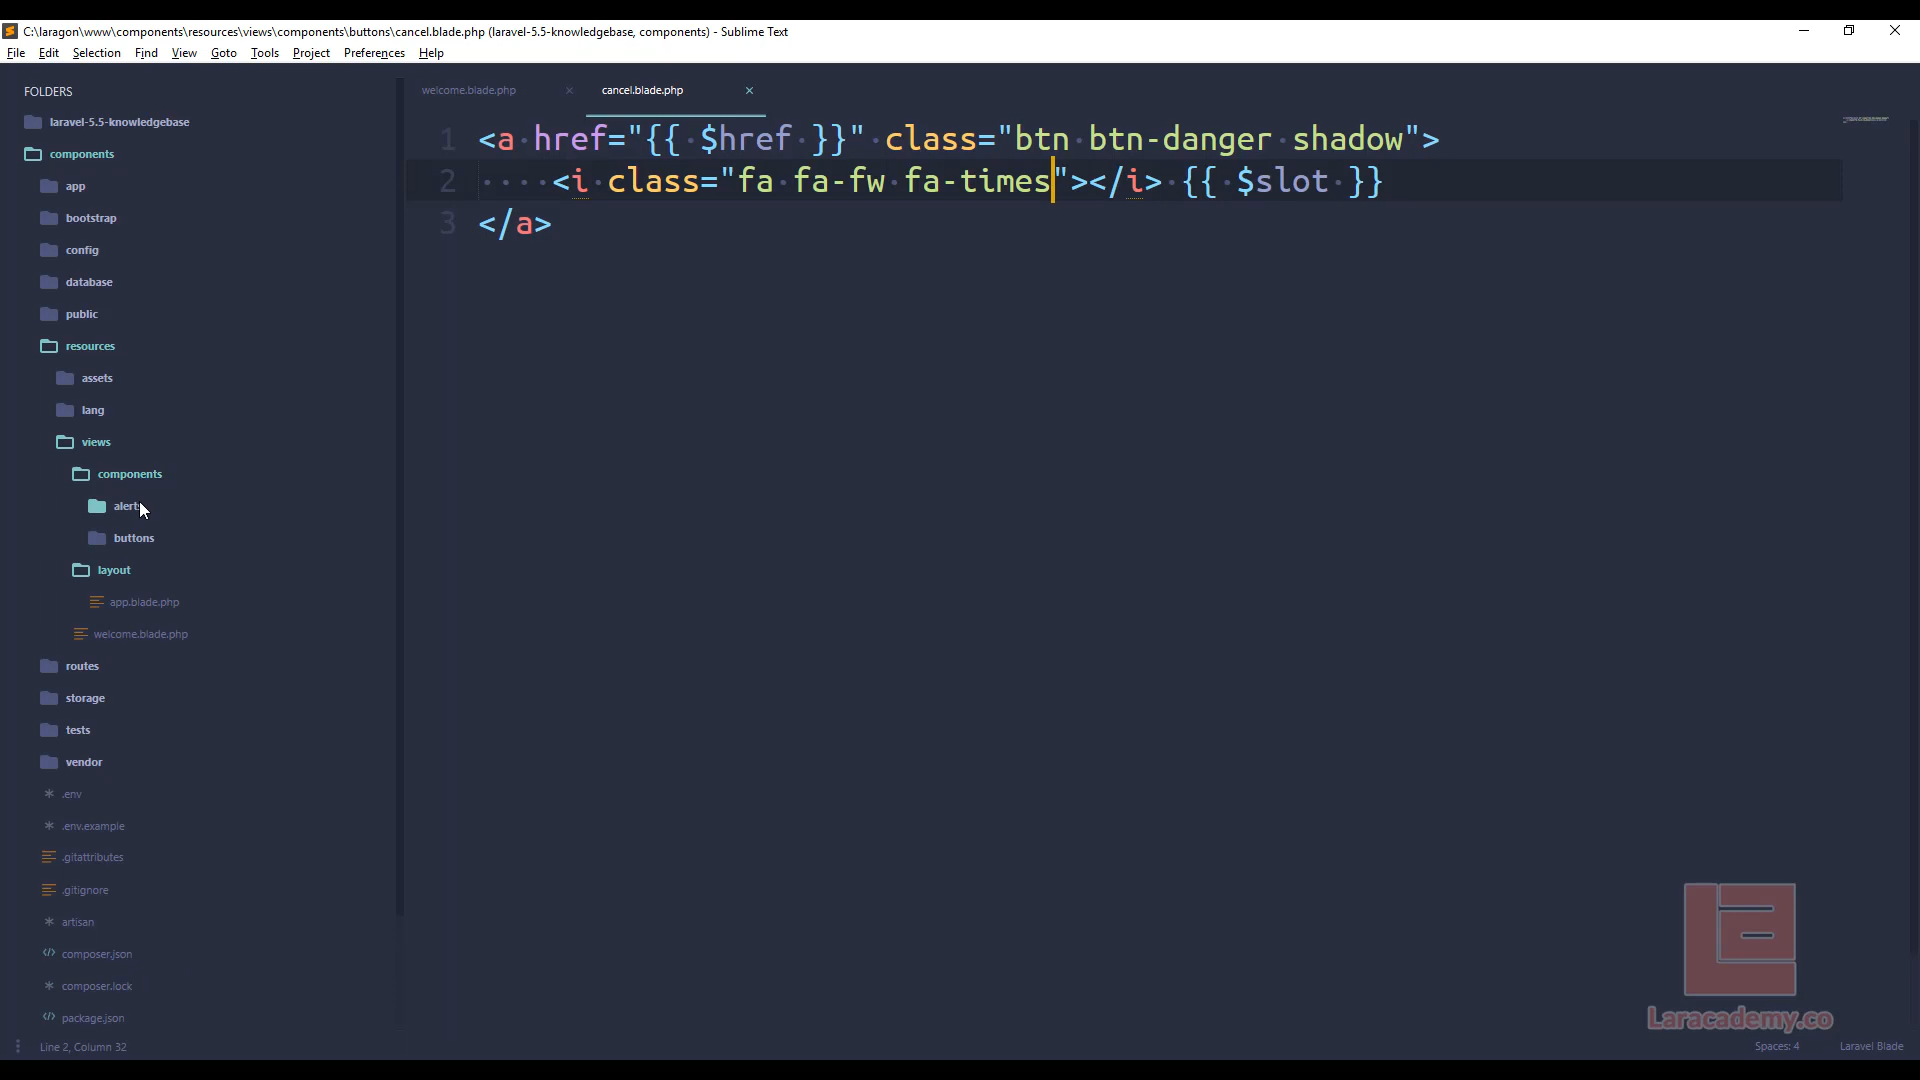 C:\laragon\www\components\resources\views\components\buttons\cancel.blade.php (laravel-5.5-knowledgebase, components) - Sublime Text
File Edit Selection Find View Goto Tools Project Preferences Help
FOLDERS
laravel-5.5-knowledgebase
components
app
bootstrap
config
database
public
resources
assets
lang
views
components
alerts
buttons
layout
app.blade.php
welcome.blade.php
routes
storage
tests
vendor
.env
.env.example
.gitattributes
.gitignore
artisan
composer.json
composer.lock
package.json
welcome.blade.php
cancel.blade.php
1 <a href="{{ $href }}" class="btn btn-danger shadow">
2     <i class="fa fa-fw fa-times"></i> {{ $slot }}
3 </a>
Laracademy.co
Line 2, Column 32
Spaces: 4
Laravel Blade